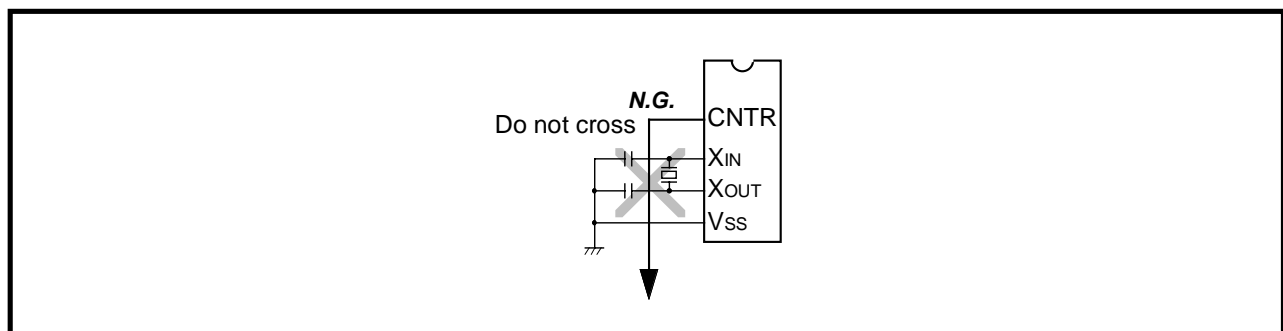 N.G.
Do not cross
CNTR
XIN
XOUT
VSS